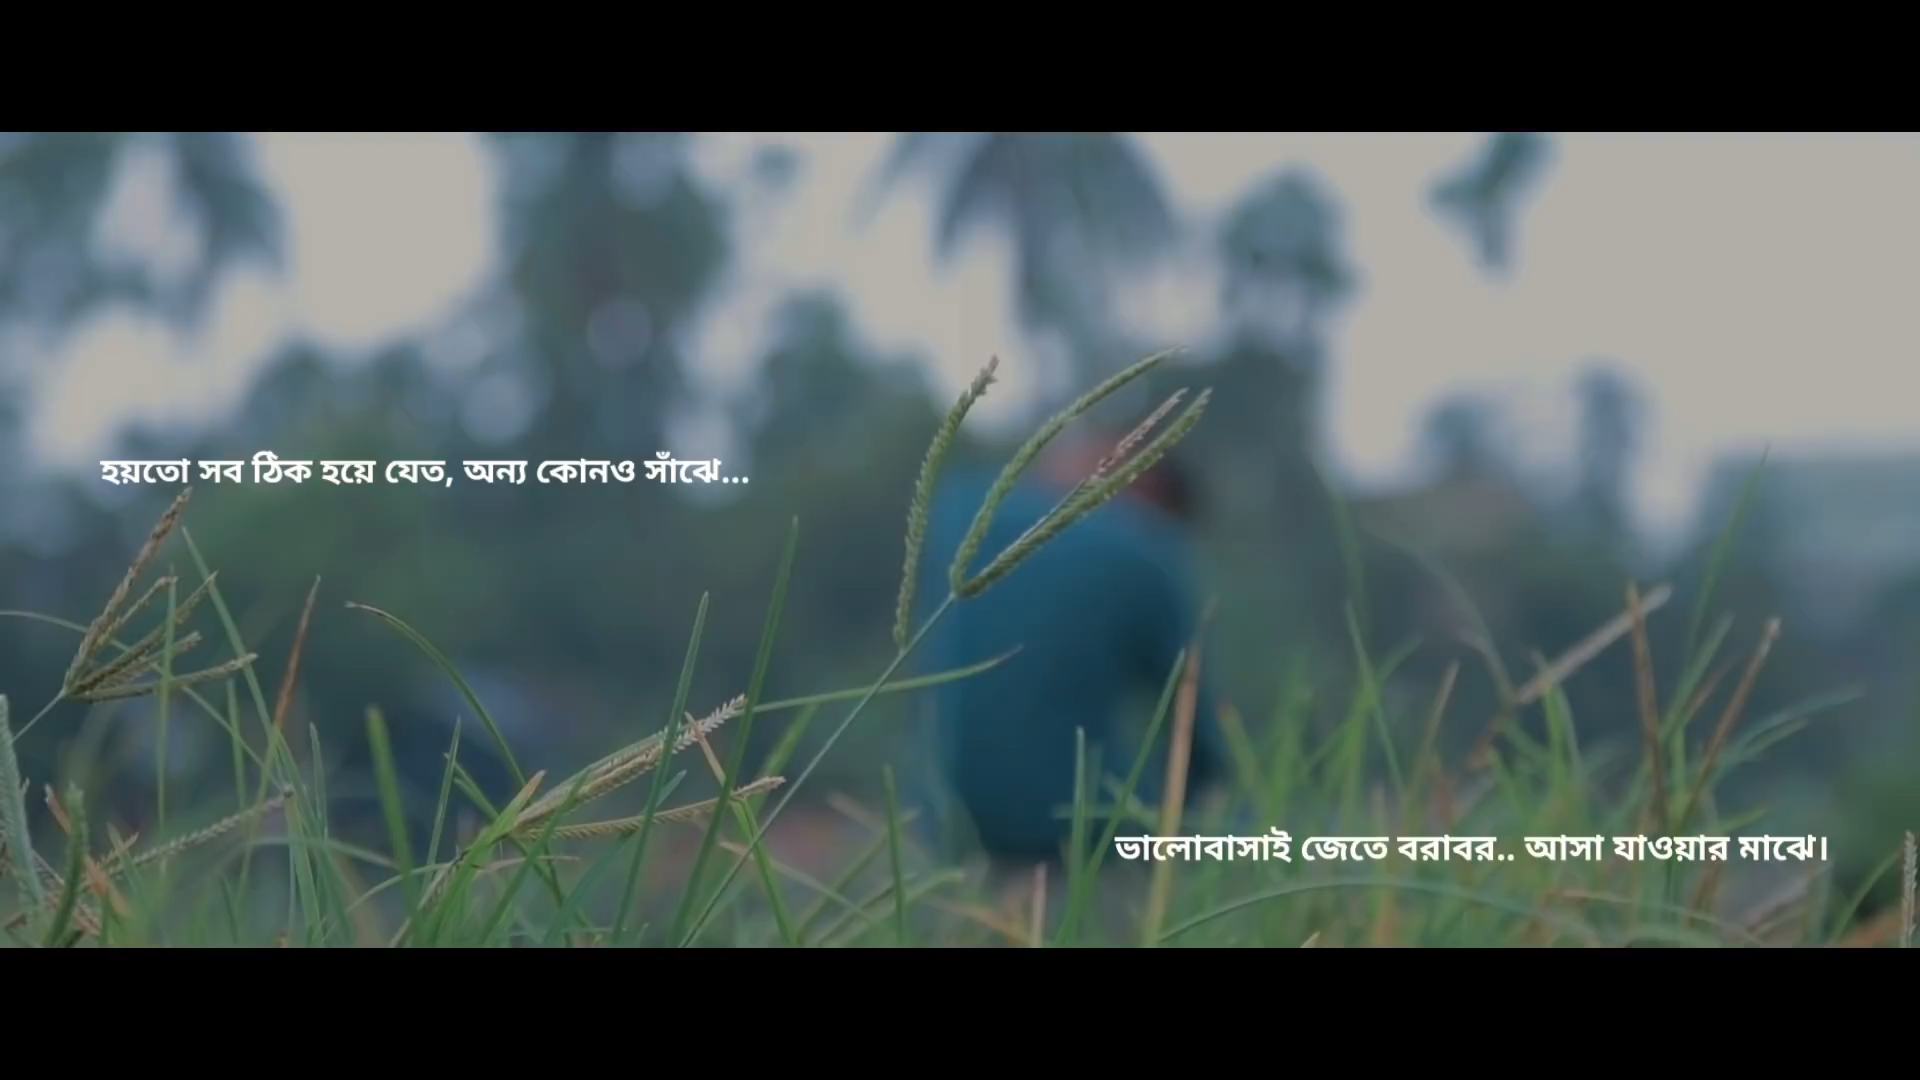 হয়তো সব ঠিক হয়ে যেত, অন্য কোনও সাঁঝে...
ভালোবাসাই জেতে বরাবর.. আসা যাওয়ার মাঝে।